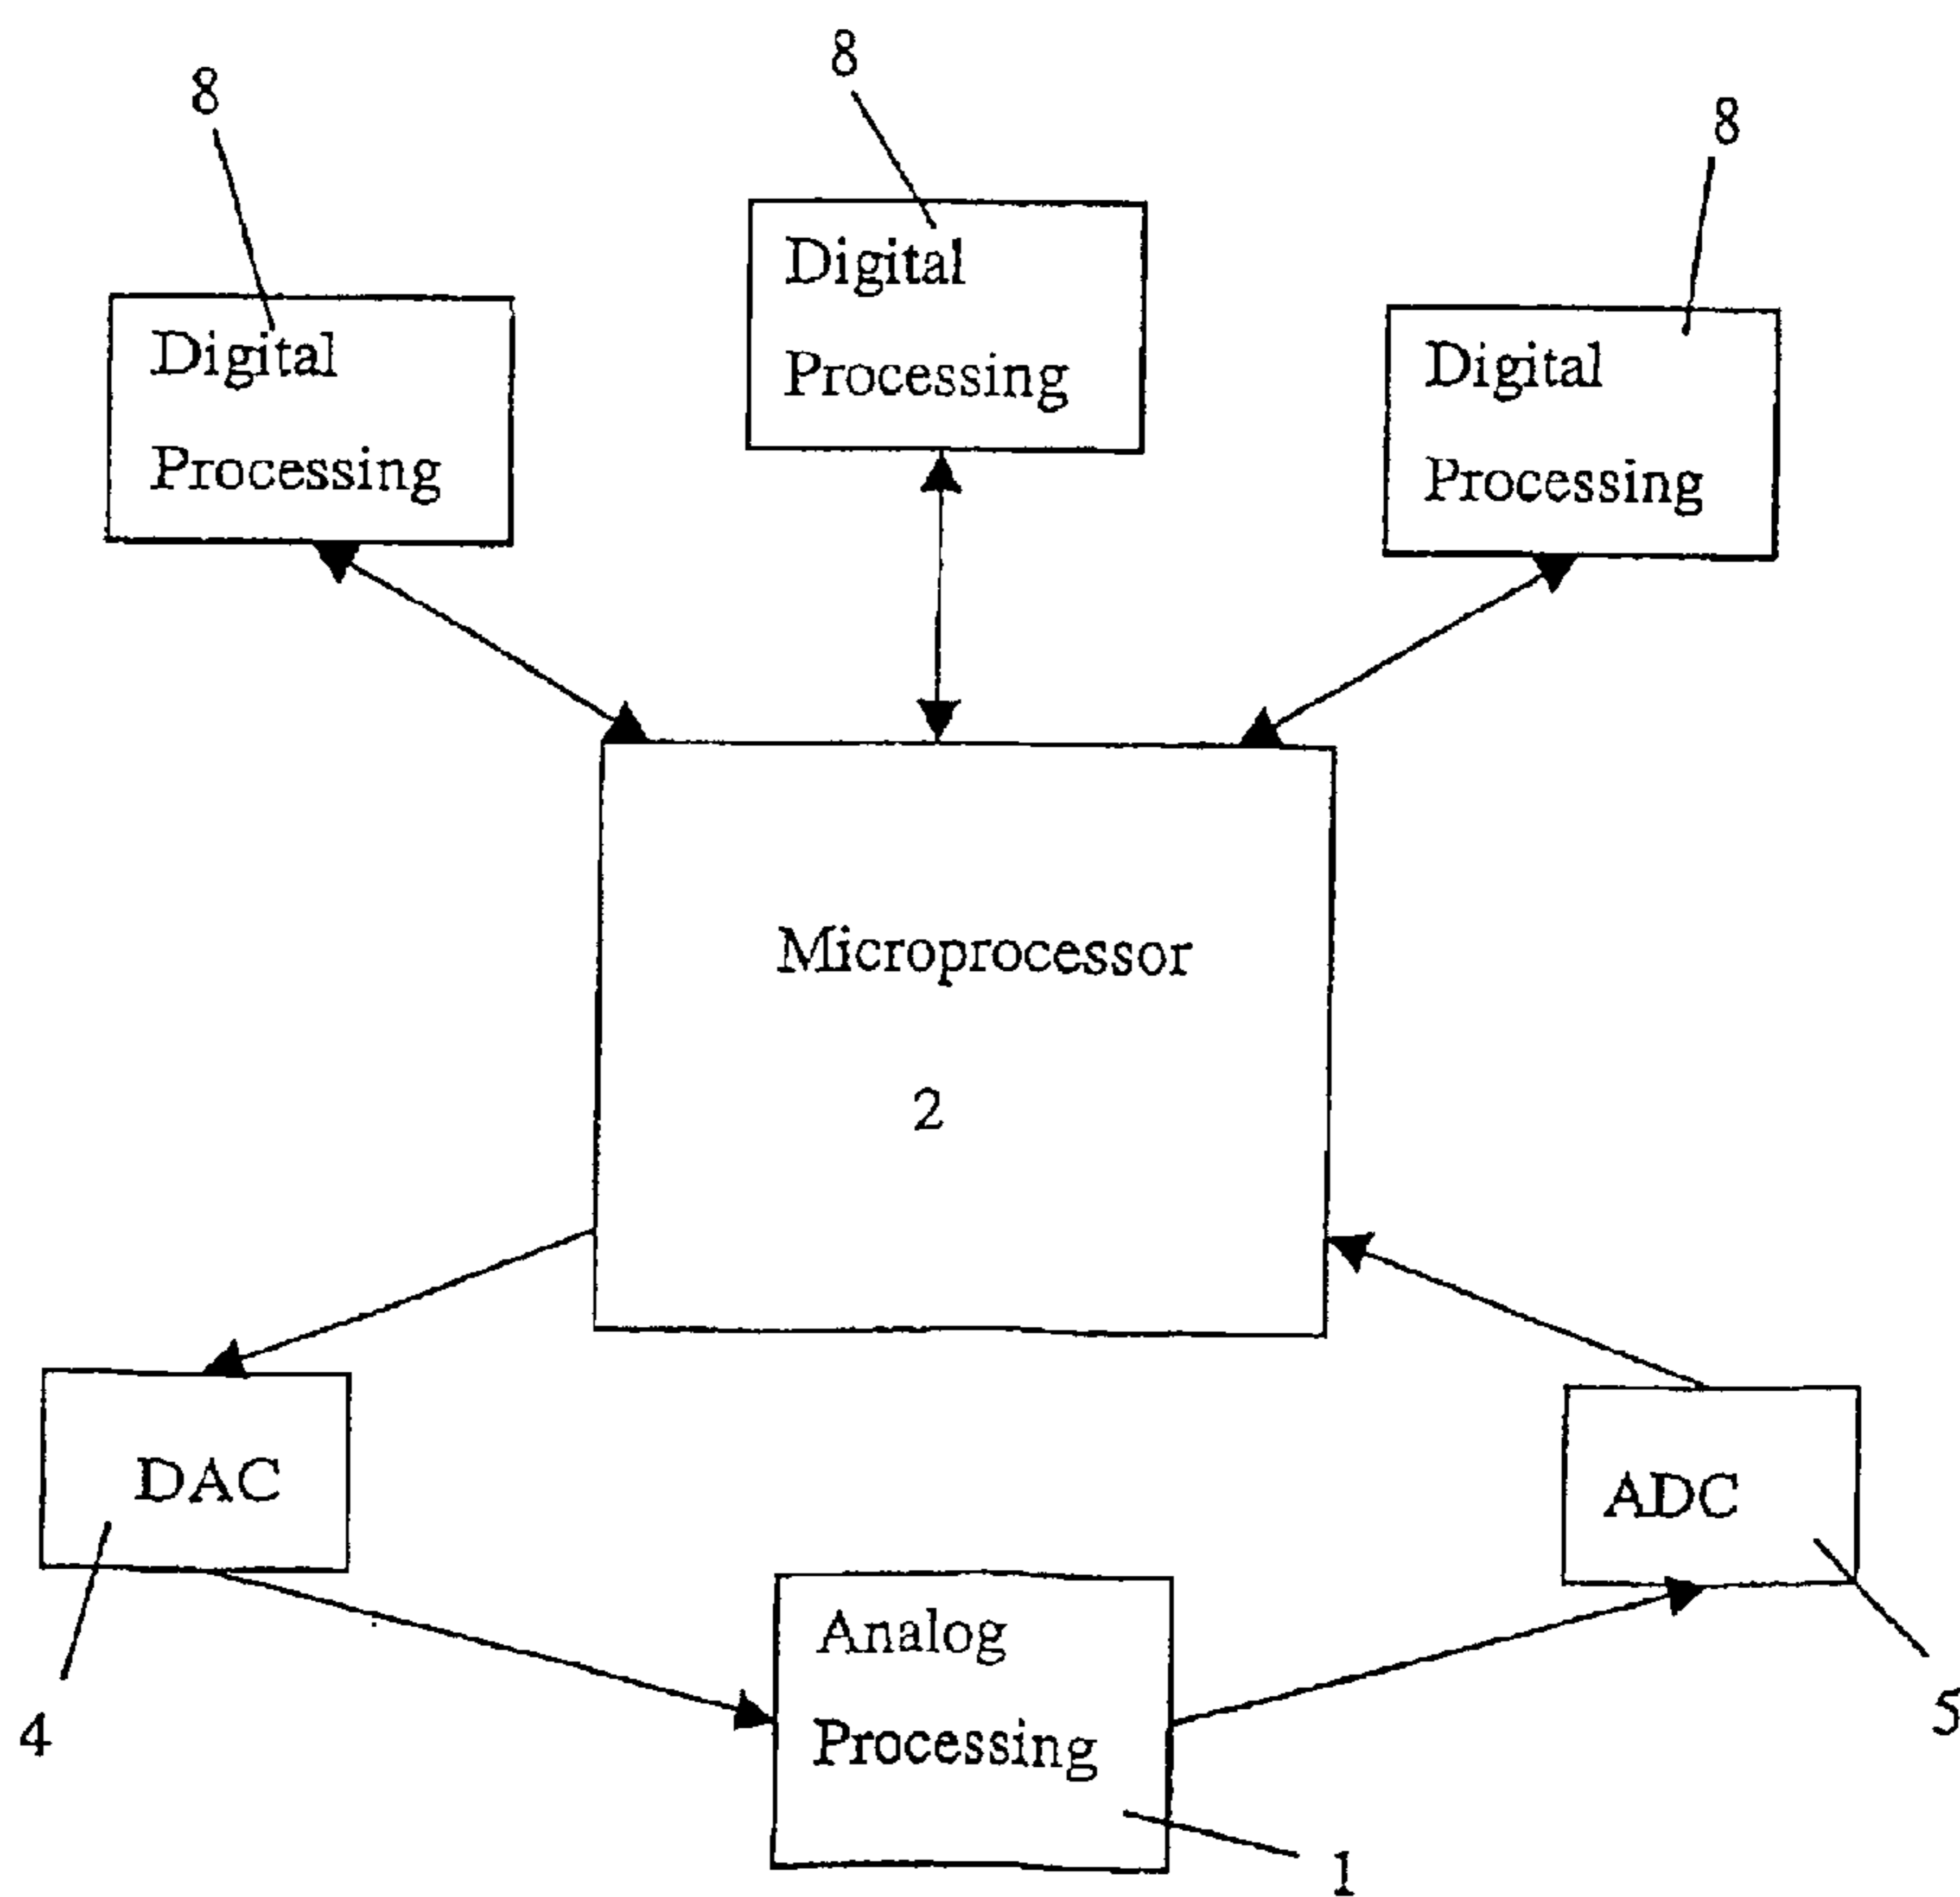 8
8
8
Digital
Processing
Digital
Processing
Digital
Processing
Microprocessor
2
DAC
ADC
Analog
Processing
4
5
1